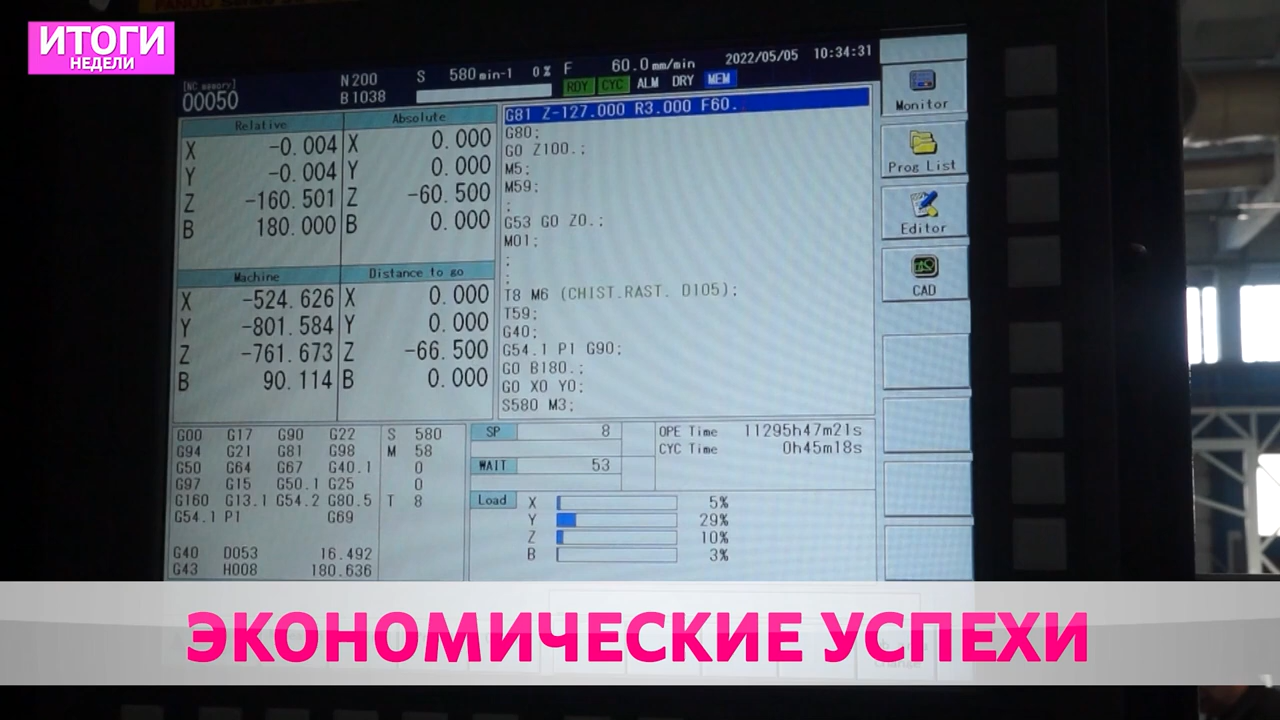 ИТОГИ
НЕДЕЛИ
[NC memory]
O0050
N 200
B 1038
S 580 min-1 0 %
F 60.0 mm/min
2022/05/05 10:34:31
RDY CYC ALM DRY MEM
Relative
X -0.004
Y -0.004
Z -160.501
B 180.000
Absolute
X 0.000
Y 0.000
Z -60.500
B 0.000
Machine
X -524.626
Y -801.584
Z -761.673
B 90.114
Distance to go
X 0.000
Y 0.000
Z -66.500
B 0.000
G81 Z-127.000 R3.000 F60.
G80;
G0 Z100.;
M5;
M59;
;
G53 G0 Z0.;
M01;
;
;
T8 M6 (CHIST.RAST. D105);
T59;
G40;
G54.1 P1 G90;
G0 B180.;
G0 X0 Y0;
S580 M3;
Monitor
Prog List
Editor
CAD
G00 G17 G90 G22
G94 G21 G81 G98
G50 G64 G67 G40.1
G97 G15 G50.1 G25
G160 G13.1 G54.2 G80.5
G54.1 P1 G69
G40 D053 16.492
G43 H008 180.636
S 580
M 58
0
0
T 8
SP 8
WAIT 53
OPE Time 11295h47m21s
CYC Time 0h45m18s
Load
X 5%
Y 29%
Z 10%
B 3%
ЭКОНОМИЧЕСКИЕ УСПЕХИ